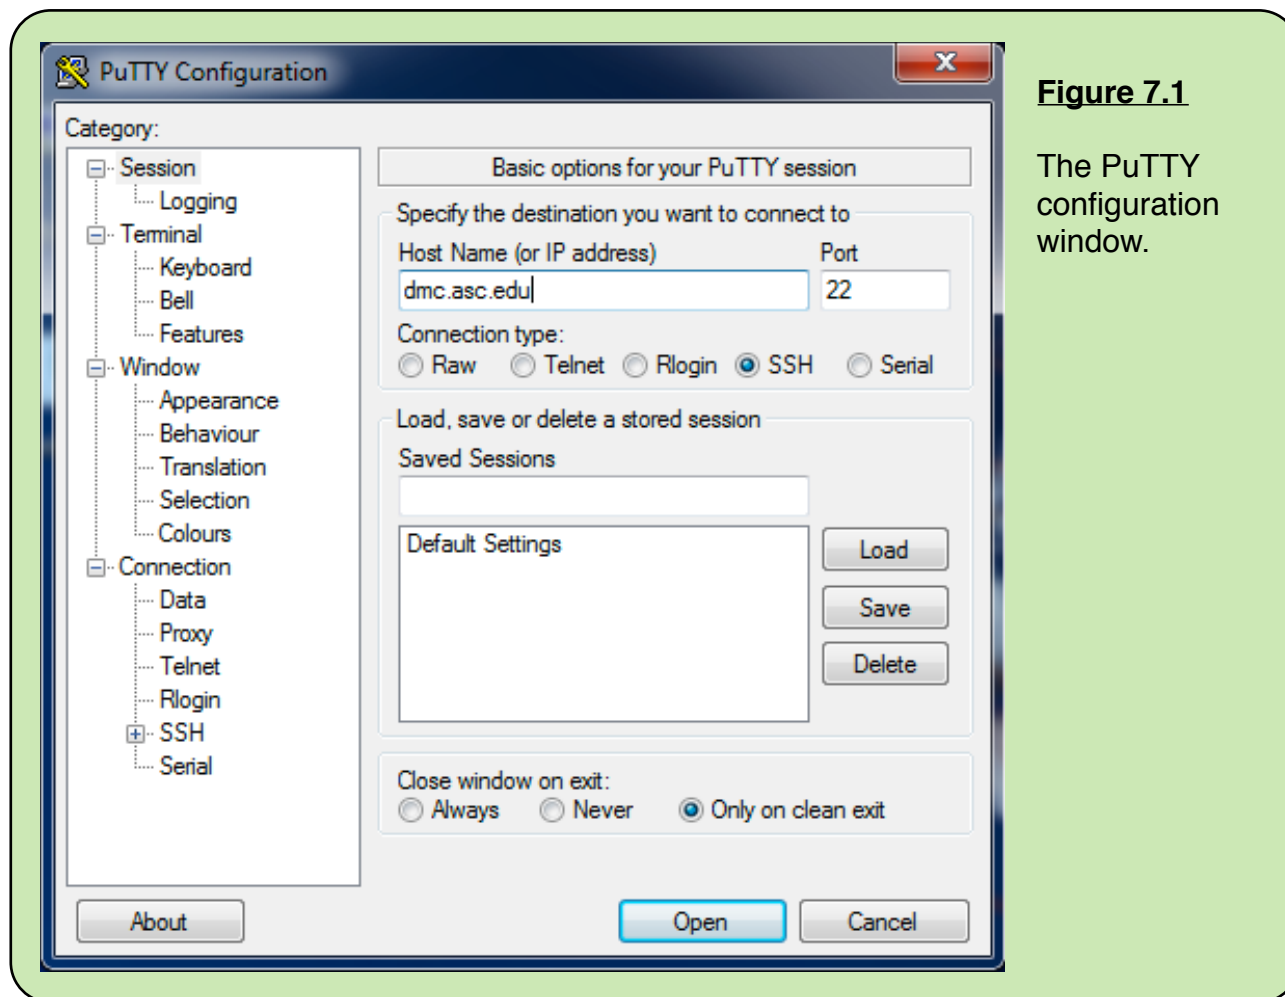 PuTTY Configuration
x
Category:
Session
Logging
Terminal
Keyboard
Bell
Features
Window
Appearance
Behaviour
Translation
Selection
Colours
Connection
Data
Proxy
Telnet
Rlogin
SSH
Serial
Basic options for your PuTTY session
Specify the destination you want to connect to
Host Name (or IP address) Port
dmc.asc.edu 22
Connection type:
Raw Telnet Rlogin SSH Serial
Load, save or delete a stored session
Saved Sessions
Default Settings
Load
Save
Delete
Close window on exit:
Always Never Only on clean exit
About Open Cancel
Figure 7.1
The PuTTY
configuration
window.